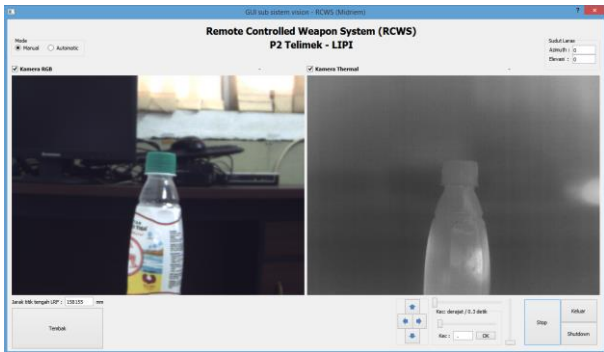 GUI sub sistem vision - RCWS (Midriem)
Remote Controlled Weapon System (RCWS)
P2 Telimek - LIPI
Mode
Manual
Automatic
Sudut Laras
Azimuth : 0
Elevasi : 0
Kamera RGB
Kamera Thermal
Jarak titik tengah LRF :
mm
Tembak
Kec: derajat / 0.3 detik
Kec :
OK
Stop
Keluar
Shutdown